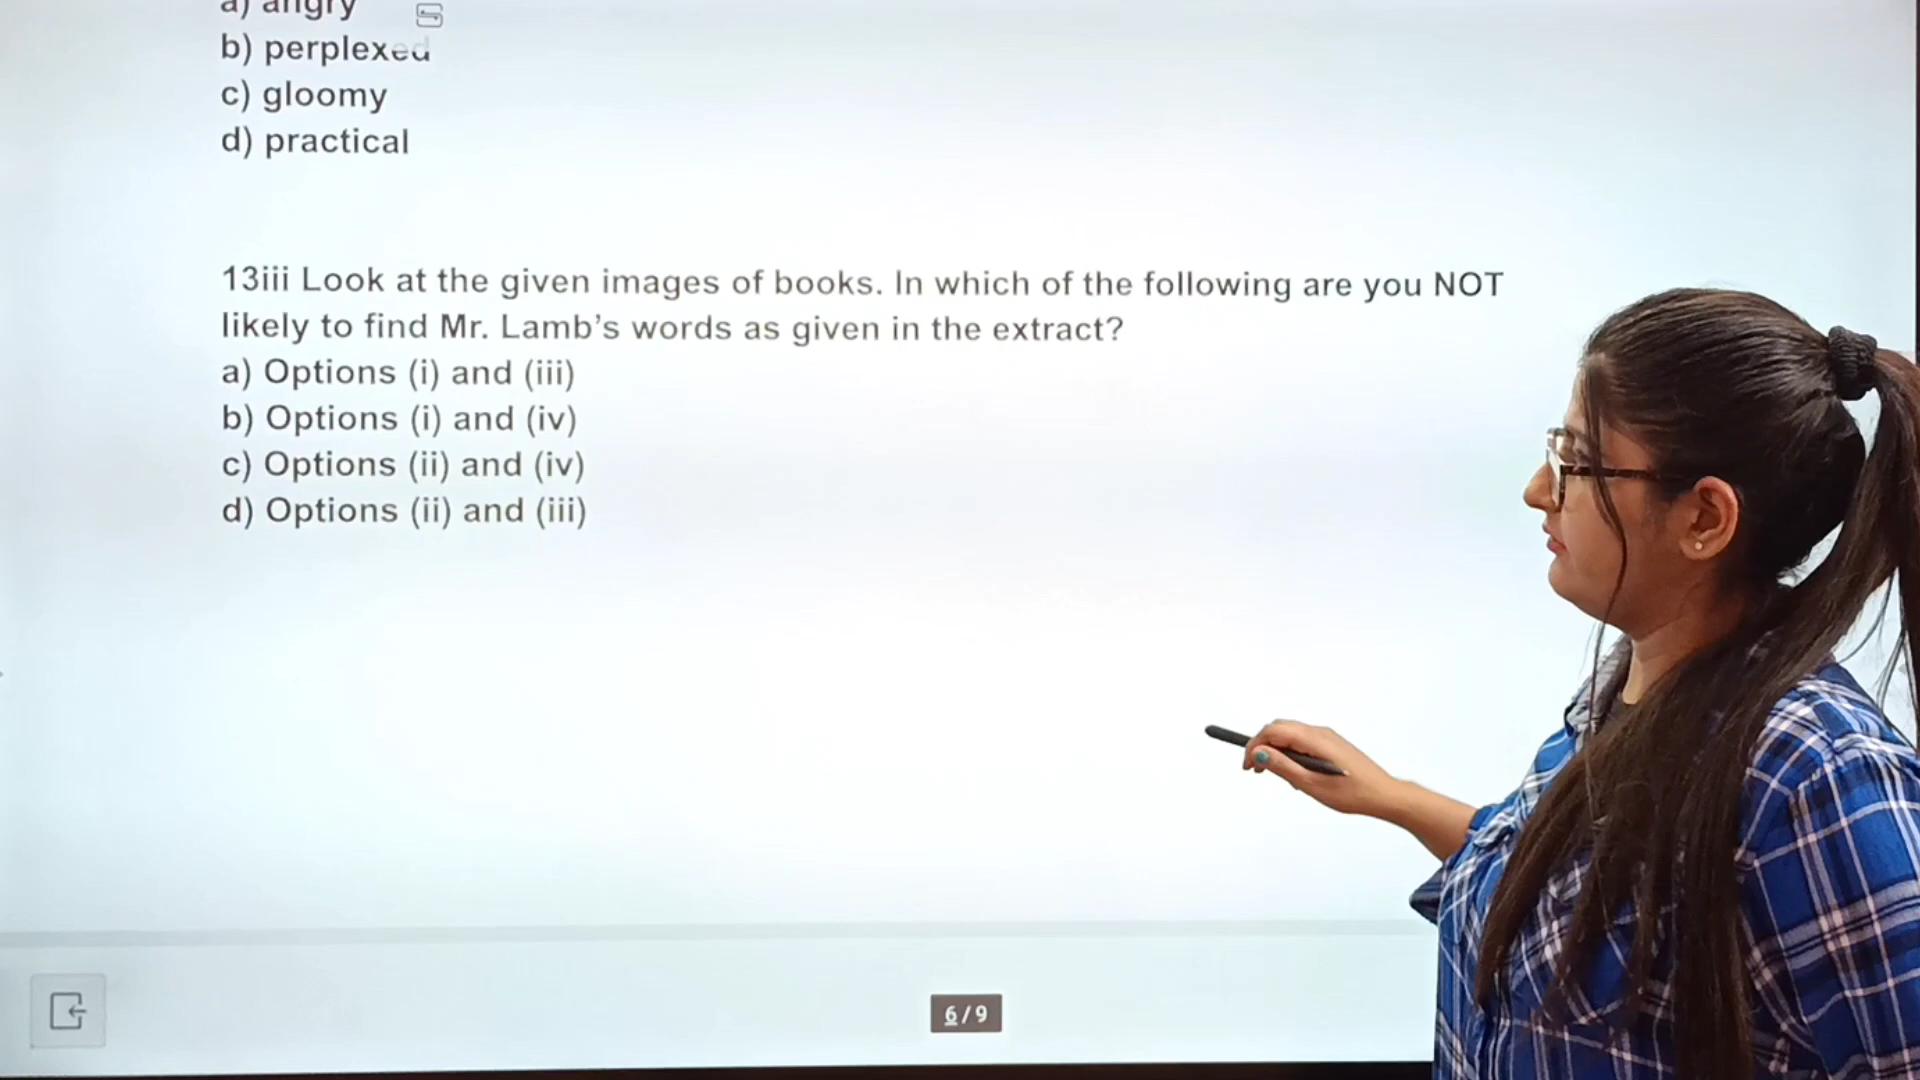 a) angry
b) perplexed
c) gloomy
d) practical
13iii Look at the given images of books. In which of the following are you NOT
likely to find Mr. Lamb’s words as given in the extract?
a) Options (i) and (iii)
b) Options (i) and (iv)
c) Options (ii) and (iv)
d) Options (ii) and (iii)
6/9